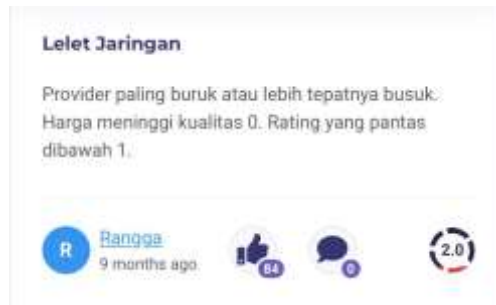 Lelet Jaringan
Provider paling buruk atau lebih tepatnya busuk.
Harga meninggi kualitas 0. Rating yang pantas
dibawah 1.
R
Rangga
9 months ago
84
0
2.0